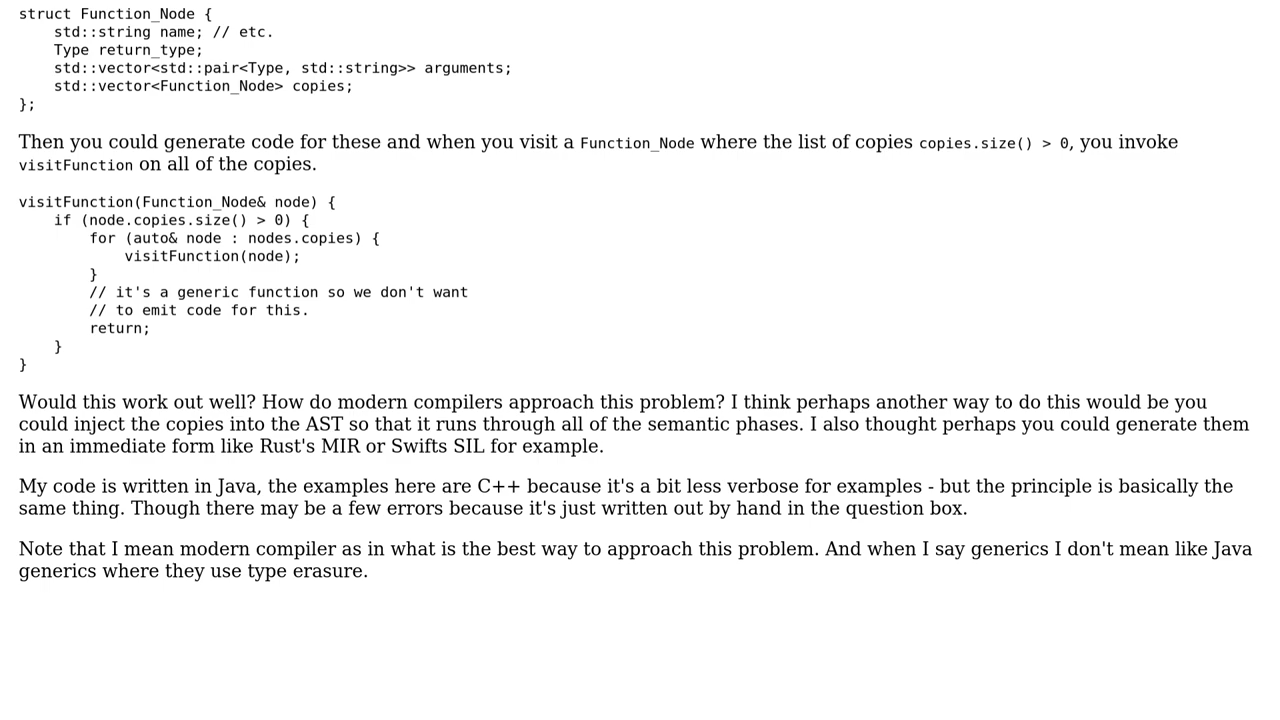 struct Function_Node {
    std::string name; // etc.
    Type return_type;
    std::vector<std::pair<Type, std::string>> arguments;
    std::vector<Function_Node> copies;
};
Then you could generate code for these and when you visit a Function_Node where the list of copies copies.size() > 0, you invoke
visitFunction on all of the copies.
visitFunction(Function_Node& node) {
    if (node.copies.size() > 0) {
        for (auto& node : nodes.copies) {
            visitFunction(node);
        }
        // it's a generic function so we don't want
        // to emit code for this.
        return;
    }
}
Would this work out well? How do modern compilers approach this problem? I think perhaps another way to do this would be you
could inject the copies into the AST so that it runs through all of the semantic phases. I also thought perhaps you could generate them
in an immediate form like Rust's MIR or Swifts SIL for example.
My code is written in Java, the examples here are C++ because it's a bit less verbose for examples - but the principle is basically the
same thing. Though there may be a few errors because it's just written out by hand in the question box.
Note that I mean modern compiler as in what is the best way to approach this problem. And when I say generics I don't mean like Java
generics where they use type erasure.